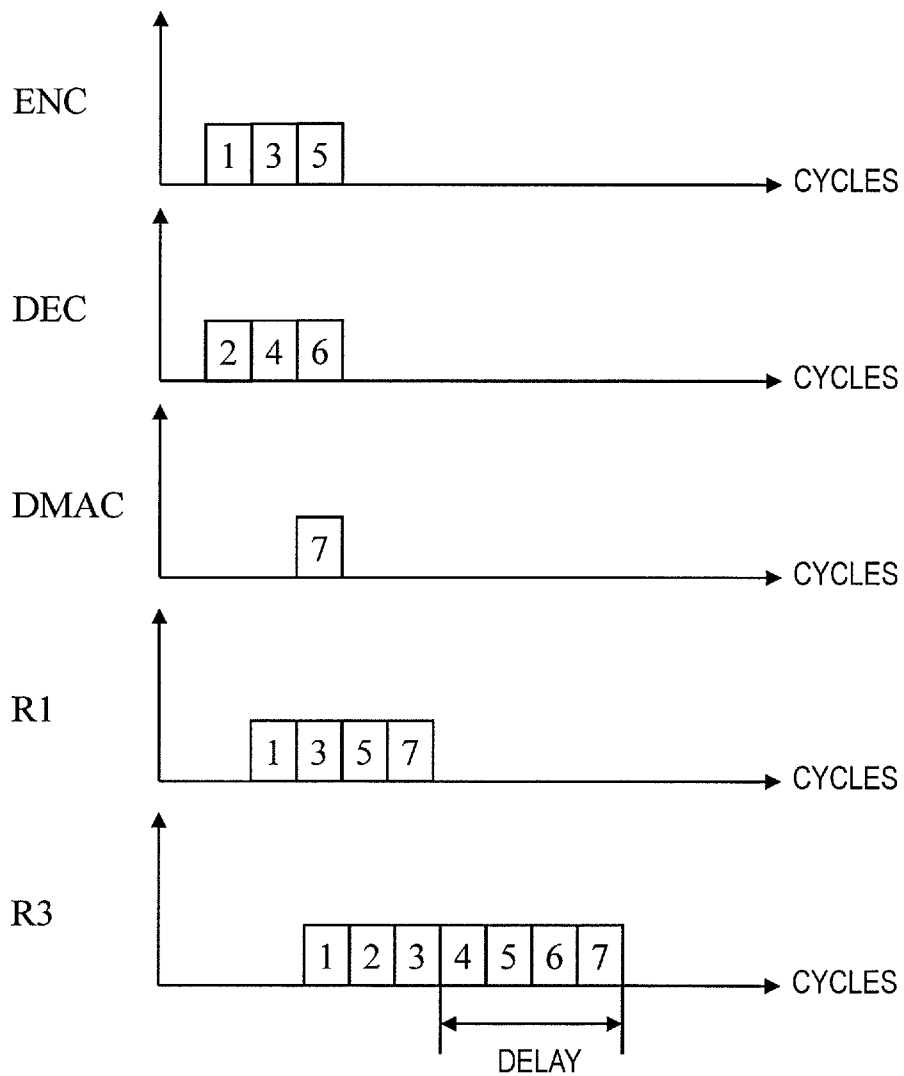 ENC
1 3 5
CYCLES
DEC
2 4 6
CYCLES
DMAC
7
CYCLES
R1
1 3 5 7
CYCLES
R3
1 2 3 4 5 6 7
CYCLES
DELAY